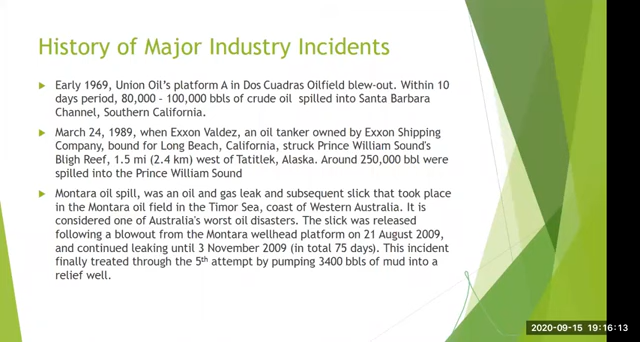 History of Major Industry Incidents
Early 1969, Union Oil's platform A in Dos Cuadras Oilfield blew-out. Within 10
days period, 80,000 - 100,000 bbls of crude oil spilled into Santa Barbara
Channel, Southern California.
March 24, 1989, when Exxon Valdez, an oil tanker owned by Exxon Shipping
Company, bound for Long Beach, California, struck Prince William Sound's
Bligh Reef, 1.5 mi (2.4 km) west of Tatitlek, Alaska. Around 250,000 bbl were
spilled into the Prince William Sound
Montara oil spill, was an oil and gas leak and subsequent slick that took place
in the Montara oil field in the Timor Sea, coast of Western Australia. It is
considered one of Australia's worst oil disasters. The slick was released
following a blowout from the Montara wellhead platform on 21 August 2009,
and continued leaking until 3 November 2009 (in total 75 days). This incident
finally treated through the 5th attempt by pumping 3400 bbls of mud into a
relief well.
2020-09-15 19:16:13